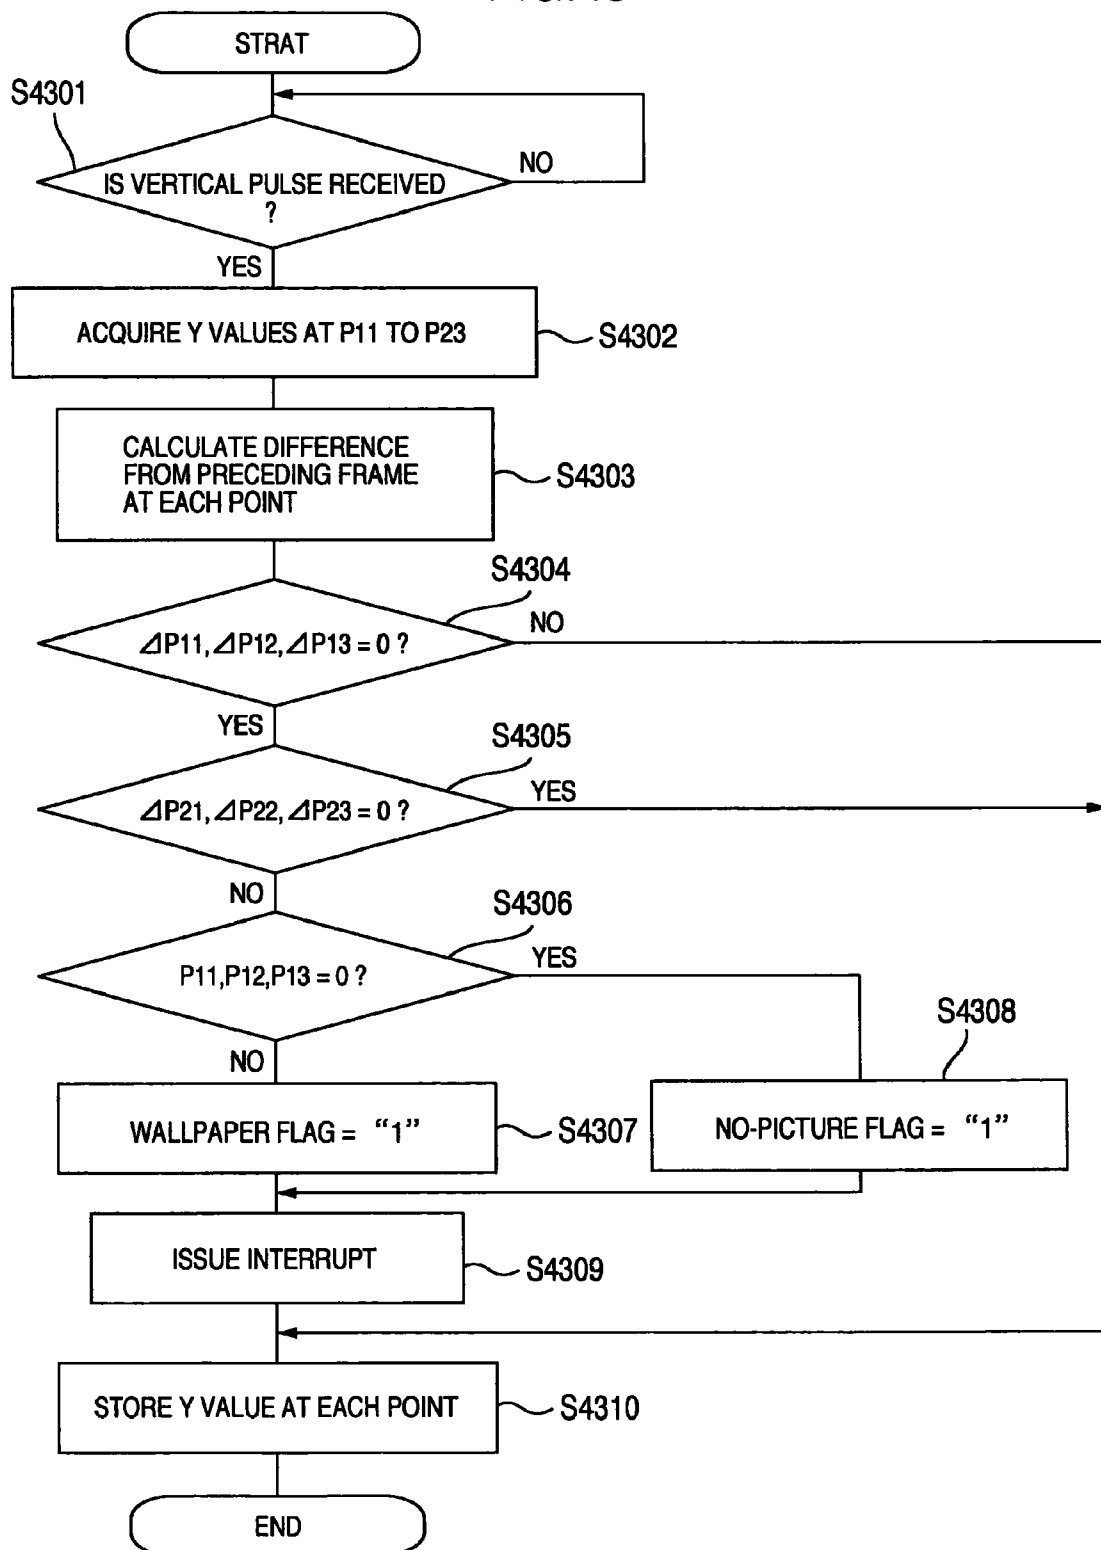 STRAT
S4301
IS VERTICAL PULSE RECEIVED
?
NO
YES
ACQUIRE Y VALUES AT P11 TO P23
S4302
CALCULATE DIFFERENCE
FROM PRECEDING FRAME
AT EACH POINT
S4303
S4304
⊿P11,⊿P12,⊿P13 = 0 ?
NO
YES
S4305
⊿P21,⊿P22,⊿P23 = 0 ?
YES
NO
S4306
P11,P12,P13 = 0 ?
YES
NO
S4308
WALLPAPER FLAG = “1”
S4307
NO-PICTURE FLAG = “1”
ISSUE INTERRUPT
S4309
STORE Y VALUE AT EACH POINT
S4310
END